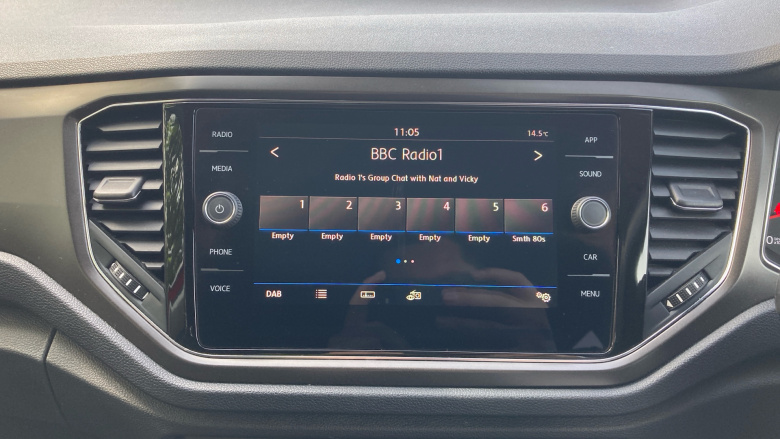 RADIO
MEDIA
PHONE
VOICE
11:05
14.5°C
< BBC Radio1 >
Radio 1's Group Chat with Nat and Vicky
1 2 3 4 5 6
Empty Empty Empty Empty Empty Smth 80s
DAB
APP
SOUND
CAR
MENU
0